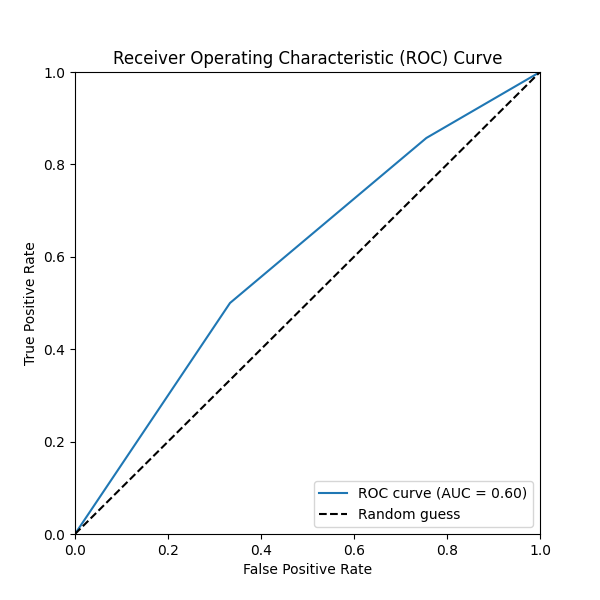 Receiver Operating Characteristic (ROC) Curve
1.0
0.8
0.6
0.4
0.2
0.0
True Positive Rate
ROC curve (AUC = 0.60)
Random guess
0.0 0.2 0.4 0.6 0.8 1.0
False Positive Rate